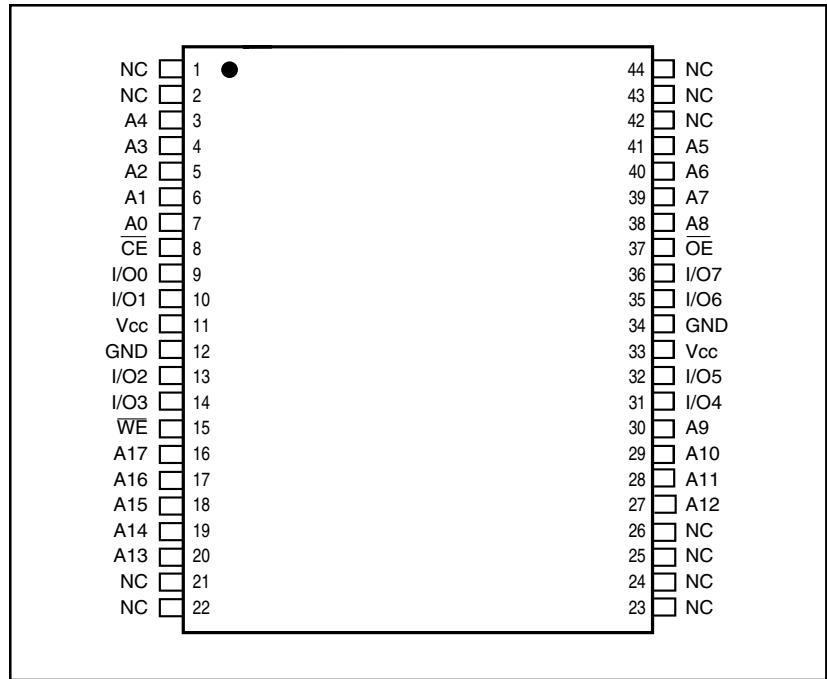 NC 1 44 NC
NC 2 43 NC
A4 3 42 NC
A3 4 41 A5
A2 5 40 A6
A1 6 39 A7
A0 7 38 A8
C̅E̅ 8 37 O̅E̅
I/O0 9 36 I/O7
I/O1 10 35 I/O6
Vcc 11 34 GND
GND 12 33 Vcc
I/O2 13 32 I/O5
I/O3 14 31 I/O4
W̅E̅ 15 30 A9
A17 16 29 A10
A16 17 28 A11
A15 18 27 A12
A14 19 26 NC
A13 20 25 NC
NC 21 24 NC
NC 22 23 NC